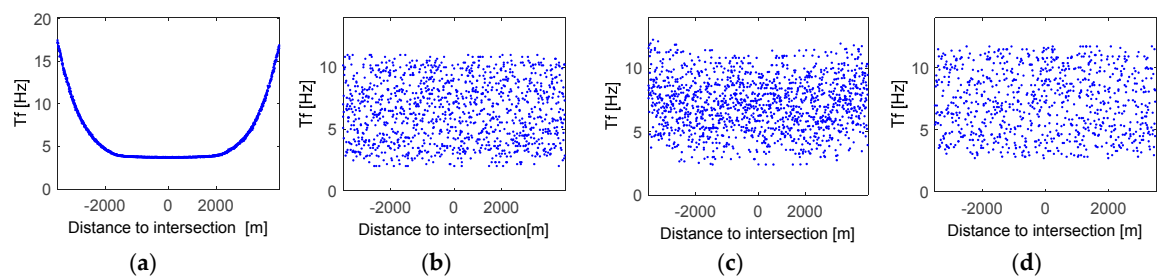 20
15
10
5
0
Tf [Hz]
-2000 0 2000
Distance to intersection [m]
(a)
10
5
0
Tf [Hz]
-2000 0 2000
Distance to intersection[m]
(b)
10
5
0
Tf [Hz]
-2000 0 2000
Distance to intersection [m]
(c)
10
5
0
Tf [Hz]
-2000 0 2000
Distance to intersection [m]
(d)